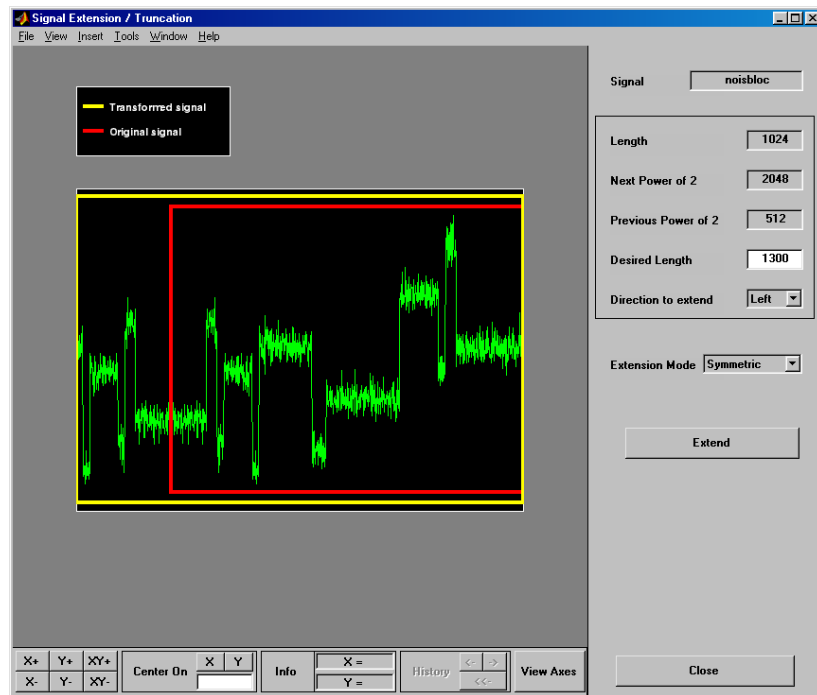 Signal Extension / Truncation
File View Insert Tools Window Help
Transformed signal
Original signal
Signal noisbloc
Length 1024
Next Power of 2 2048
Previous Power of 2 512
Desired Length 1300
Direction to extend Left
Extension Mode Symmetric
Extend
X+ Y+ XY+
X- Y- XY-
Center On X Y
Info X =
Y =
History <- ->
<<-
View Axes
Close